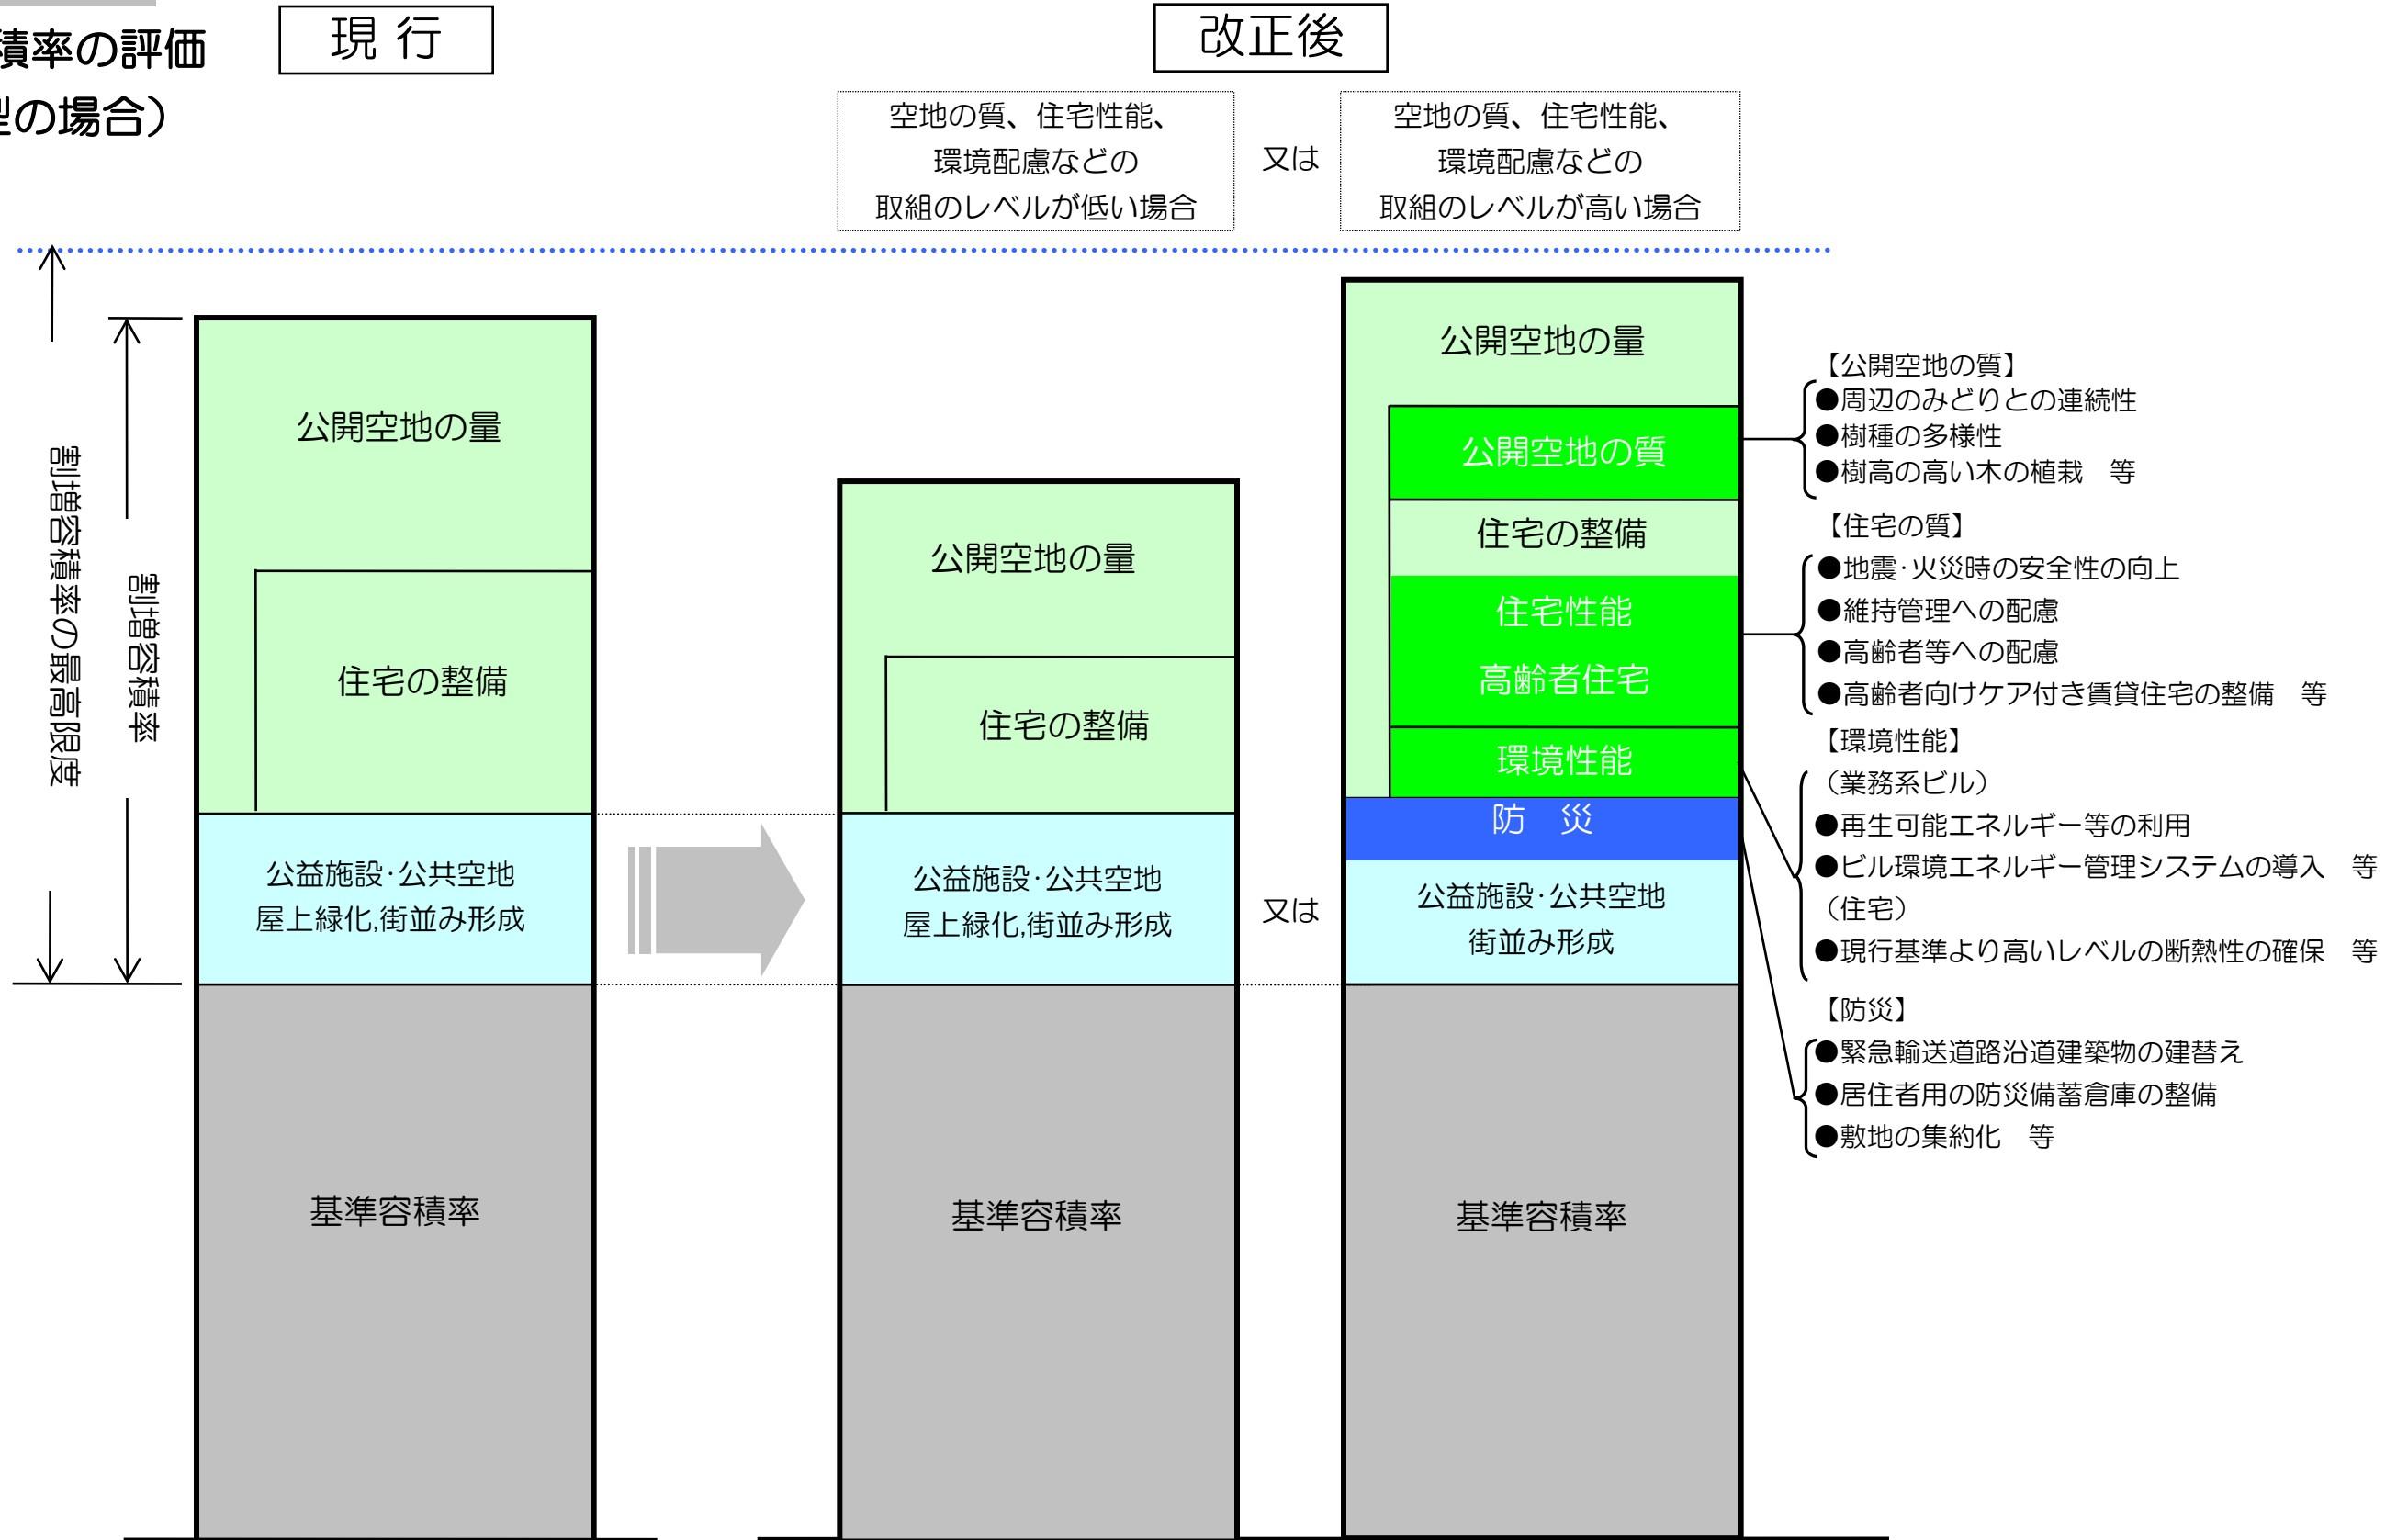 積率の評価
型の場合）
現 行
改正後
空地の質、住宅性能、
環境配慮などの
取組のレベルが低い場合
又は
空地の質、住宅性能、
環境配慮などの
取組のレベルが高い場合
割増容積率の最高限度
割増容積率
公開空地の量
住宅の整備
公益施設・公共空地
屋上緑化,街並み形成
基準容積率
公開空地の量
住宅の整備
公益施設・公共空地
屋上緑化,街並み形成
基準容積率
又は
公開空地の量
公開空地の質
住宅の整備
住宅性能
高齢者住宅
環境性能
防　災
公益施設・公共空地
街並み形成
基準容積率
【公開空地の質】
●周辺のみどりとの連続性
●樹種の多様性
●樹高の高い木の植栽　等
【住宅の質】
●地震・火災時の安全性の向上
●維持管理への配慮
●高齢者等への配慮
●高齢者向けケア付き賃貸住宅の整備　等
【環境性能】
（業務系ビル）
●再生可能エネルギー等の利用
●ビル環境エネルギー管理システムの導入　等
（住宅）
●現行基準より高いレベルの断熱性の確保　等
【防災】
●緊急輸送道路沿道建築物の建替え
●居住者用の防災備蓄倉庫の整備
●敷地の集約化　等